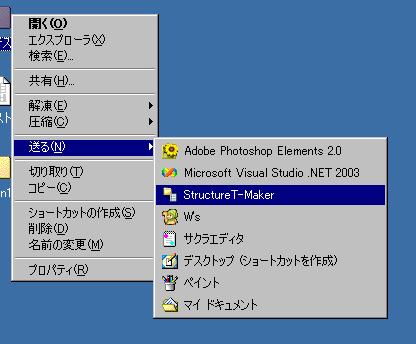 開く(O)
エクスプローラ(X)
検索(E)...
共有(H)...
解凍(E)
圧縮(C)
送る(N)
切り取り(T)
コピー(C)
ショートカットの作成(S)
削除(D)
名前の変更(M)
プロパティ(R)
Adobe Photoshop Elements 2.0
Microsoft Visual Studio .NET 2003
StructureT-Maker
W's
サクラエディタ
デスクトップ (ショートカットを作成)
ペイント
マイ ドキュメント